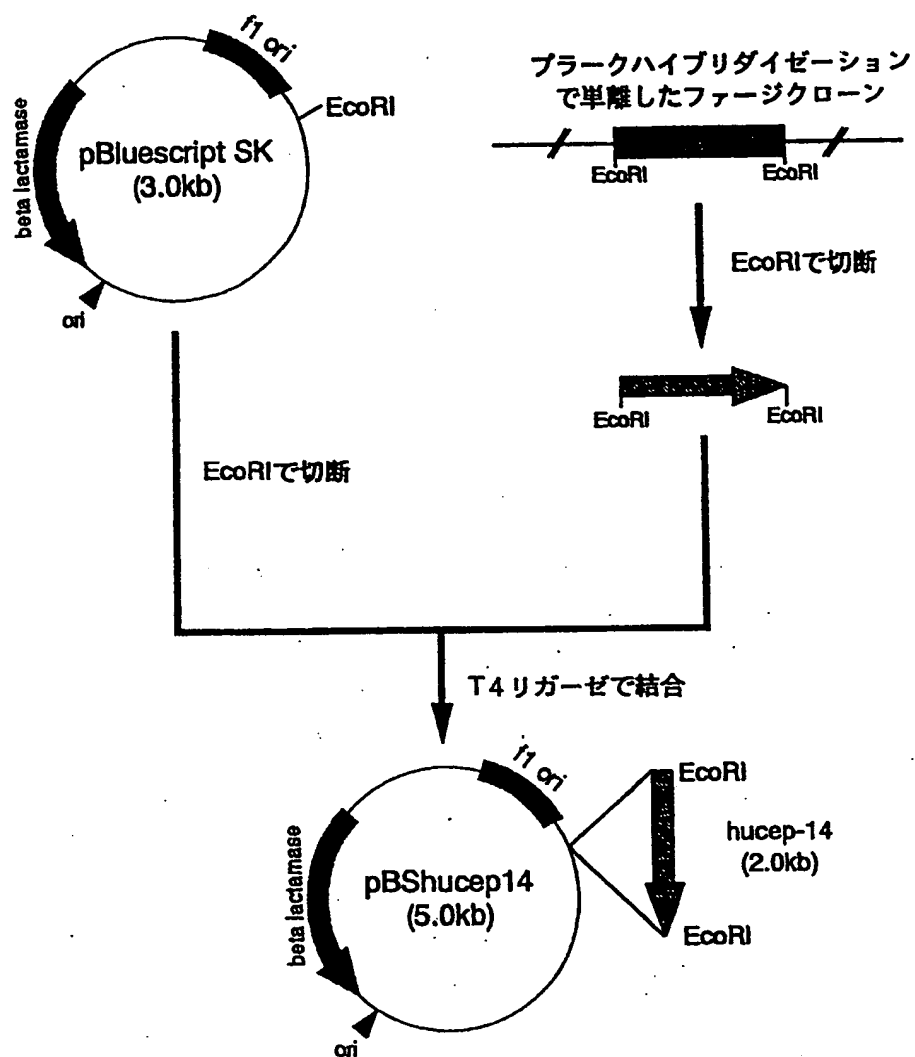 f1 ori
EcoRI
pBluescript SK
(3.0kb)
beta lactamase
ori
プラークハイブリダイゼーション
で単離したファージクローン
EcoRI
EcoRI
EcoRIで切断
EcoRI
EcoRI
EcoRIで切断
T4リガーゼで結合
f1 ori
EcoRI
hucep-14
(2.0kb)
EcoRI
pBShucep14
(5.0kb)
beta lactamase
ori